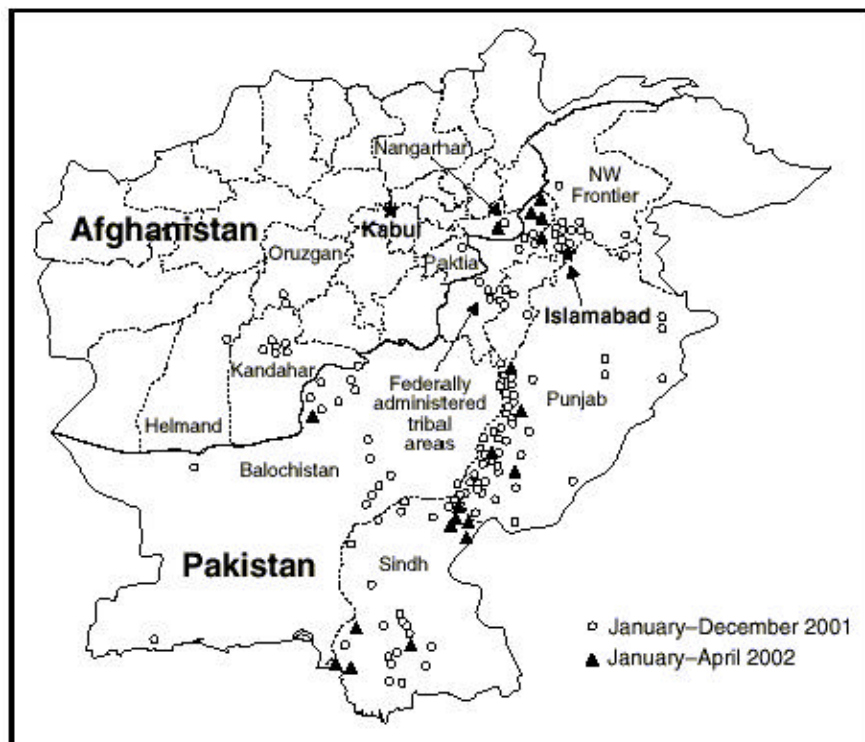 Nangarhar
NW
Frontier
Afghanistan
Kabul
Oruzgan
Paktia
Islamabad
Kandahar
Federally
administered
tribal
areas
Punjab
Helmand
Balochistan
Pakistan
Sindh
January–December 2001
January–April 2002